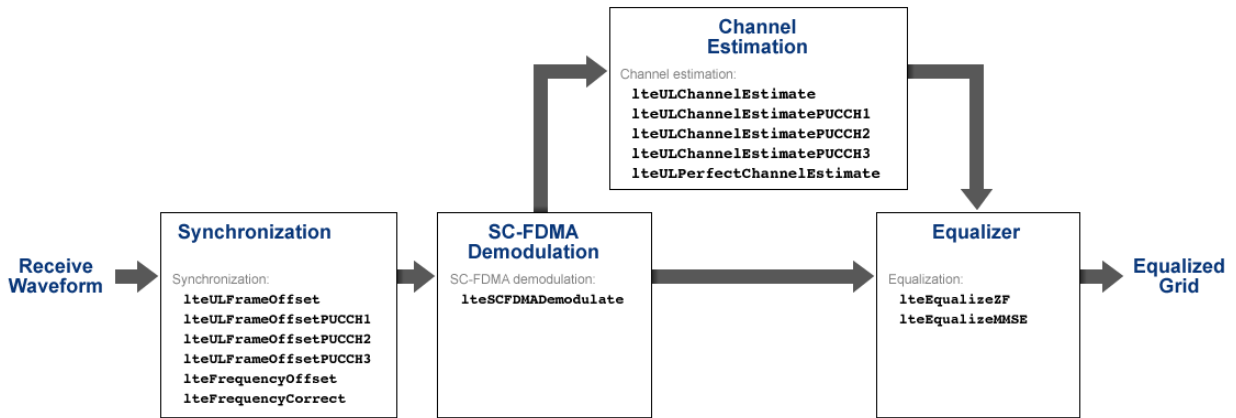 Channel
Estimation
Channel estimation:
lteULChannelEstimate
lteULChannelEstimatePUCCH1
lteULChannelEstimatePUCCH2
lteULChannelEstimatePUCCH3
lteULPerfectChannelEstimate
Receive
Waveform
Synchronization
Synchronization:
lteULFrameOffset
lteULFrameOffsetPUCCH1
lteULFrameOffsetPUCCH2
lteULFrameOffsetPUCCH3
lteFrequencyOffset
lteFrequencyCorrect
SC-FDMA
Demodulation
SC-FDMA demodulation:
lteSCFDMADemodulate
Equalizer
Equalization:
lteEqualizeZF
lteEqualizeMMSE
Equalized
Grid